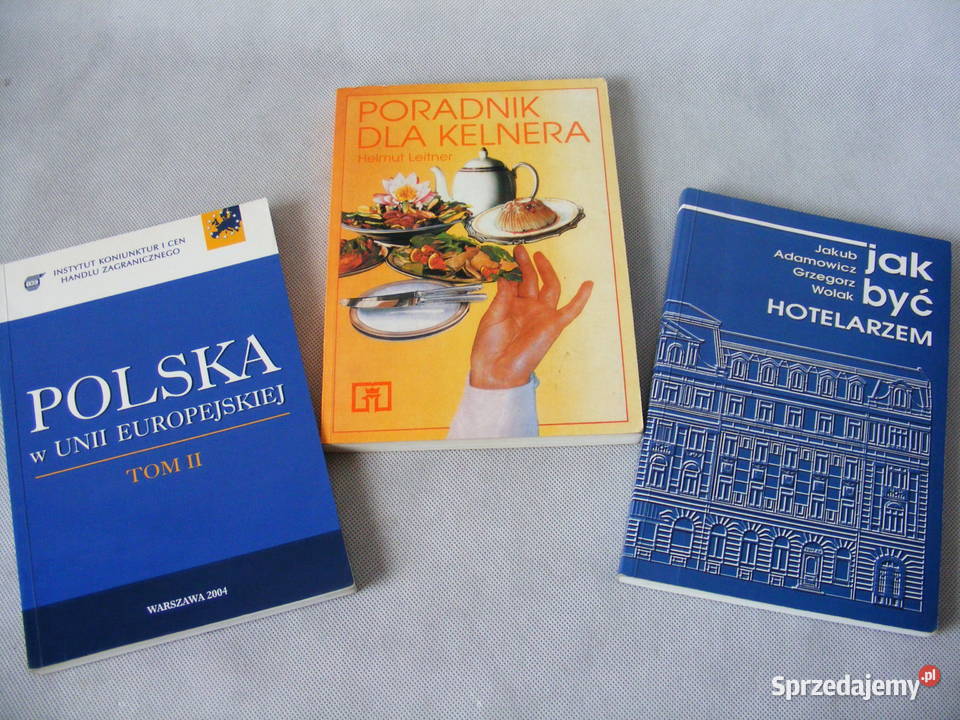 INSTYTUT KONIUNKTUR I CEN
HANDLU ZAGRANICZNEGO
POLSKA
w UNII EUROPEJSKIEJ
TOM II
WARSZAWA 2004
PORADNIK
DLA KELNERA
Helmut Leitner
Jakub
Adamowicz
Grzegorz
Wolak
jak
być
HOTELARZEM
Sprzedajemy.pl